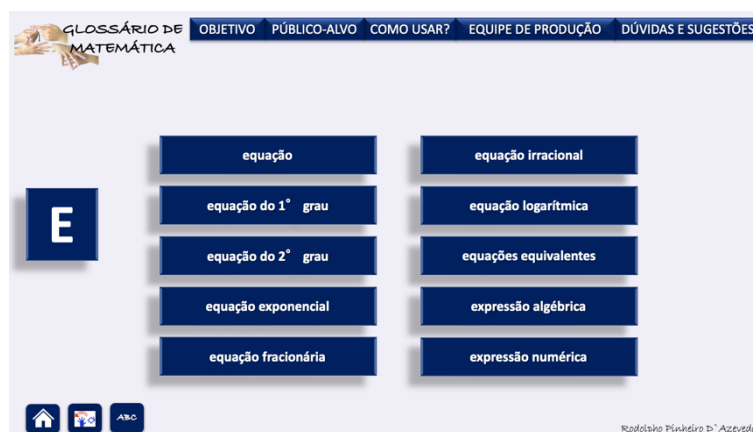 GLOSSÁRIO DE
MATEMÁTICA
OBJETIVO PÚBLICO-ALVO COMO USAR? EQUIPE DE PRODUÇÃO DÚVIDAS E SUGESTÕES
E
equação
equação do 1° grau
equação do 2° grau
equação exponencial
equação fracionária
equação irracional
equação logarítmica
equações equivalentes
expressão algébrica
expressão numérica
ABC
Rodolpho Pinheiro D`Azeved